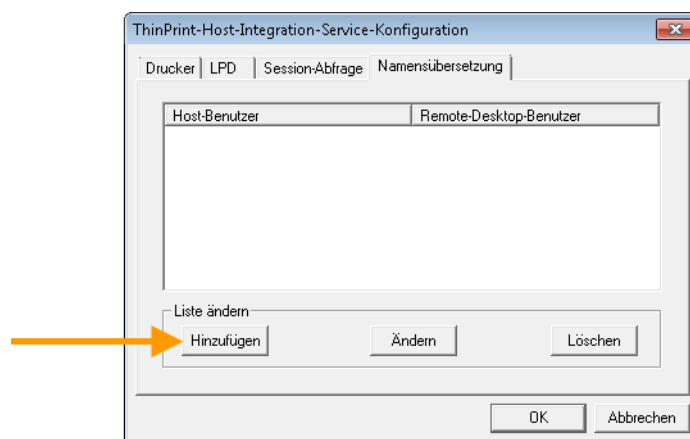 ThinPrint-Host-Integration-Service-Konfiguration
Drucker LPD Session-Abfrage Namensübersetzung
Host-Benutzer Remote-Desktop-Benutzer
Liste ändern
Hinzufügen Ändern Löschen
OK Abbrechen